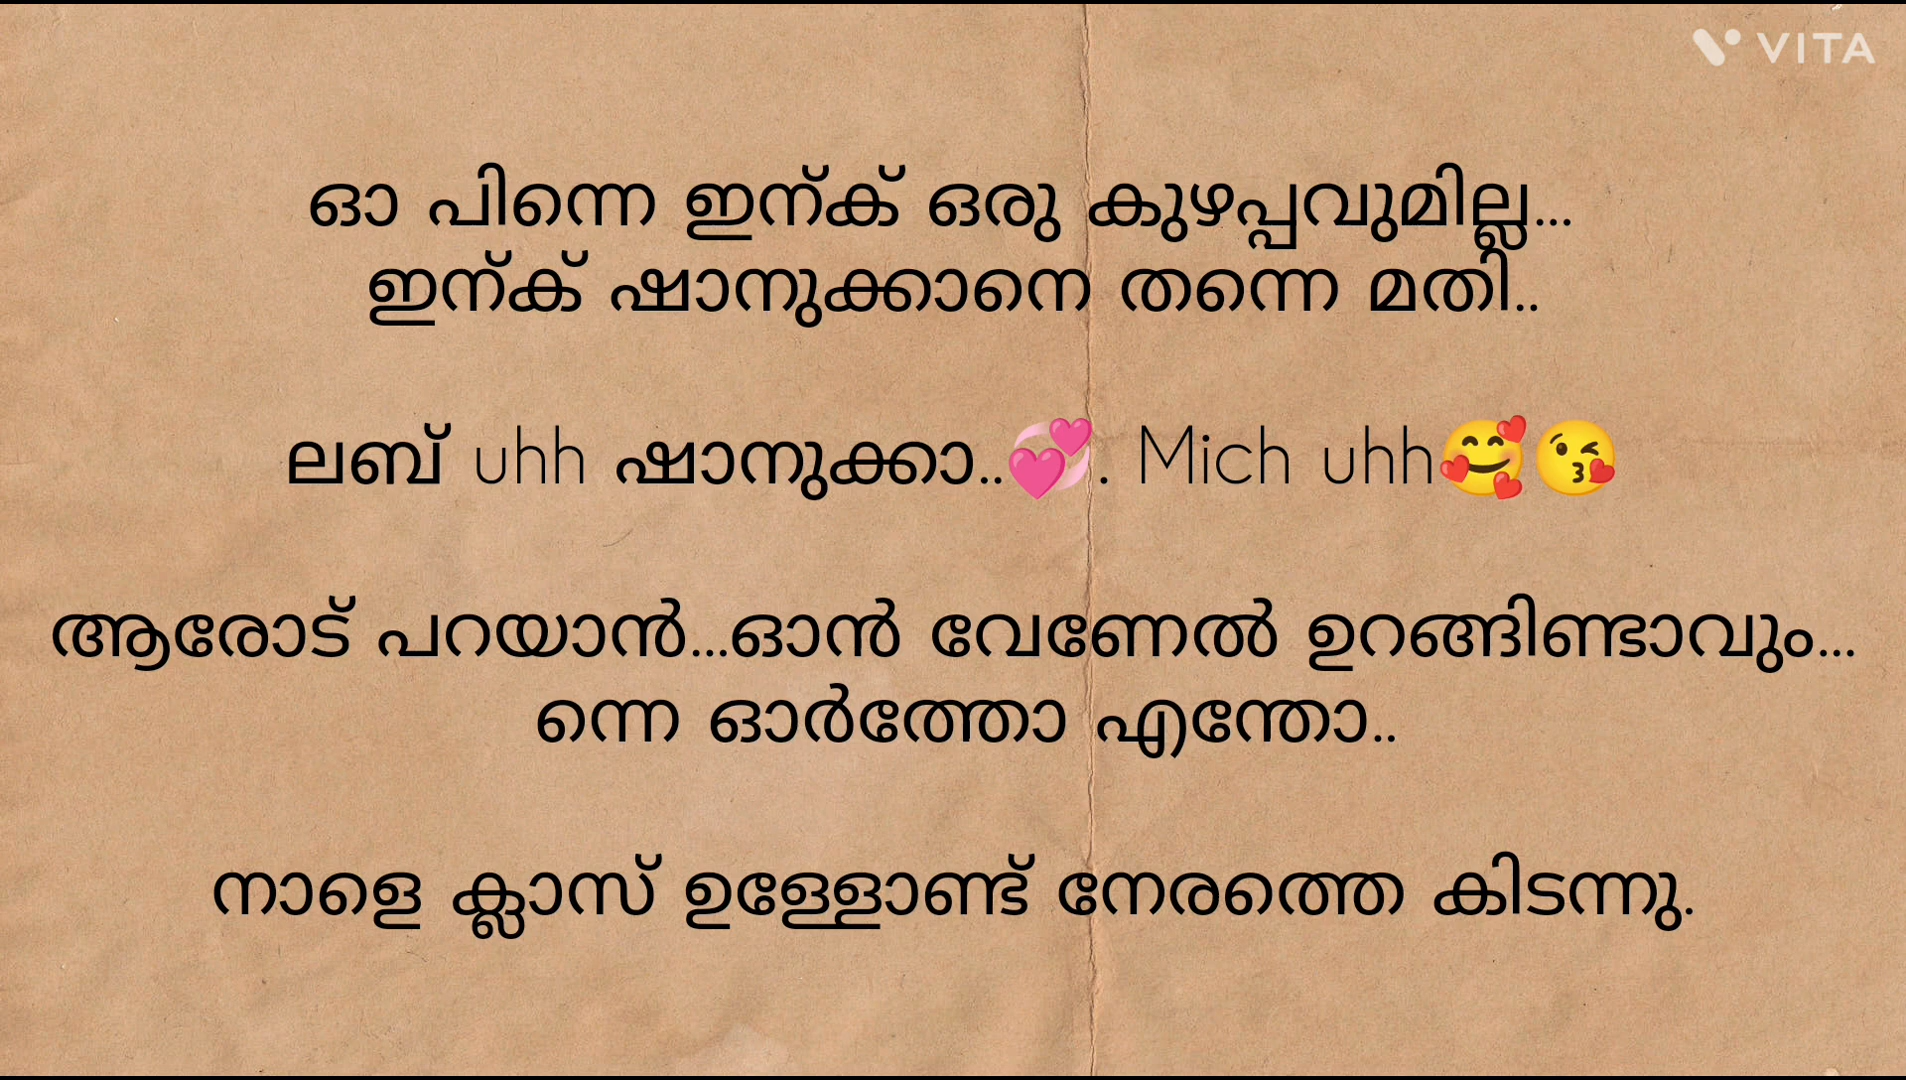 VITA
ഓ പിന്നെ ഇന്ക് ഒരു കുഴപ്പവുമില്ല...
ഇന്ക് ഷാനുക്കാനെ തന്നെ മതി..
ലബ് uhh ഷാനുക്കാ..💞. Mich uhh🥰😘
ആരോട് പറയാൻ...ഓൻ വേണേൽ ഉറങ്ങിണ്ടാവും...
ന്നെ ഓർത്തോ എന്തോ..
നാളെ ക്ലാസ് ഉള്ളോണ്ട് നേരത്തെ കിടന്നു.